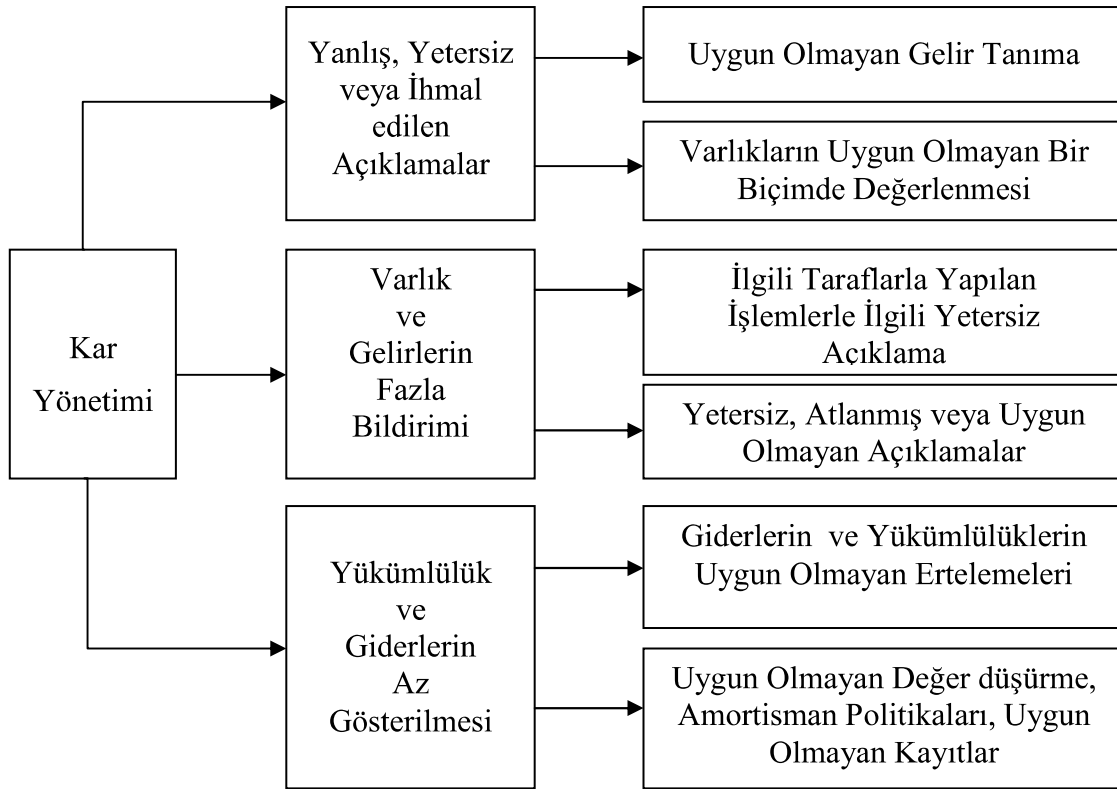 Kar
Yönetimi
Yanlış, Yetersiz
veya İhmal
edilen
Açıklamalar
Uygun Olmayan Gelir Tanıma
Varlıkların Uygun Olmayan Bir
Biçimde Değerlenmesi
Varlık
ve
Gelirlerin
Fazla
Bildirimi
İlgili Taraflarla Yapılan
İşlemlerle İlgili Yetersiz
Açıklama
Yetersiz, Atlanmış veya Uygun
Olmayan Açıklamalar
Yükümlülük
ve
Giderlerin
Az
Gösterilmesi
Giderlerin ve Yükümlülüklerin
Uygun Olmayan Ertelemeleri
Uygun Olmayan Değer düşürme,
Amortisman Politikaları, Uygun
Olmayan Kayıtlar